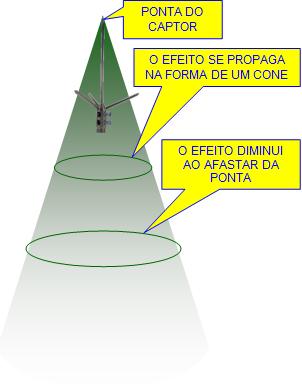 PONTA DO
CAPTOR
O EFEITO SE PROPAGA
NA FORMA DE UM CONE
O EFEITO DIMINUI
AO AFASTAR DA
PONTA